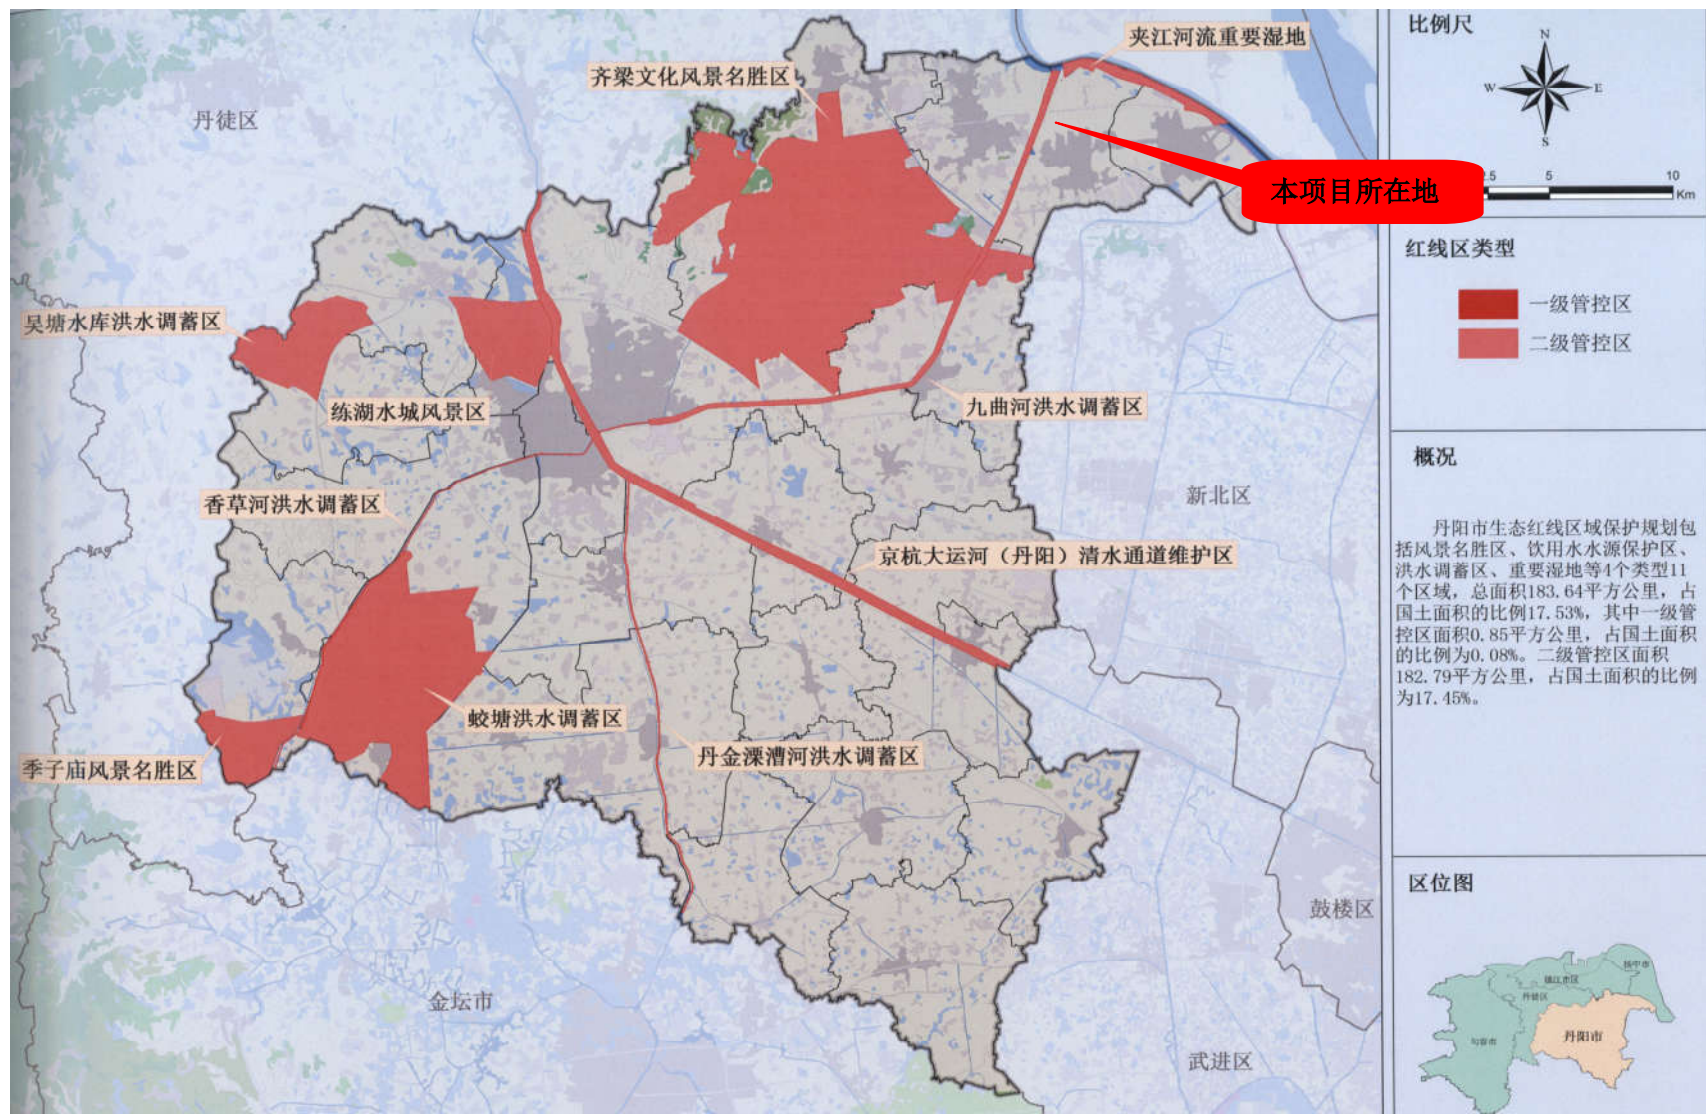 夹江河流重要湿地
齐梁文化风景名胜区
丹徒区
本项目所在地
吴塘水库洪水调蓄区
练湖水城风景区
九曲河洪水调蓄区
香草河洪水调蓄区
新北区
京杭大运河（丹阳）清水通道维护区
蛟塘洪水调蓄区
丹金溧漕河洪水调蓄区
季子庙风景名胜区
金坛市
鼓楼区
武进区
比例尺
N
W
E
S
2.5
5
10
Km
红线区类型
一级管控区
二级管控区
概况
丹阳市生态红线区域保护规划包
括风景名胜区、饮用水水源保护区、
洪水调蓄区、重要湿地等4个类型11
个区域，总面积183.64平方公里，占
国土面积的比例17.53%，其中一级管
控区面积0.85平方公里，占国土面积
的比例为0.08%。二级管控区面积
182.79平方公里，占国土面积的比例
为17.45%。
区位图
扬中市
镇江市区
丹徒区
句容市
丹阳市